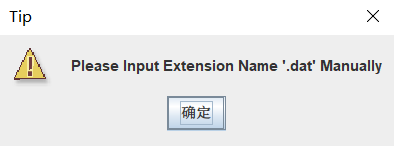 Tip
Please Input Extension Name '.dat' Manually
确定